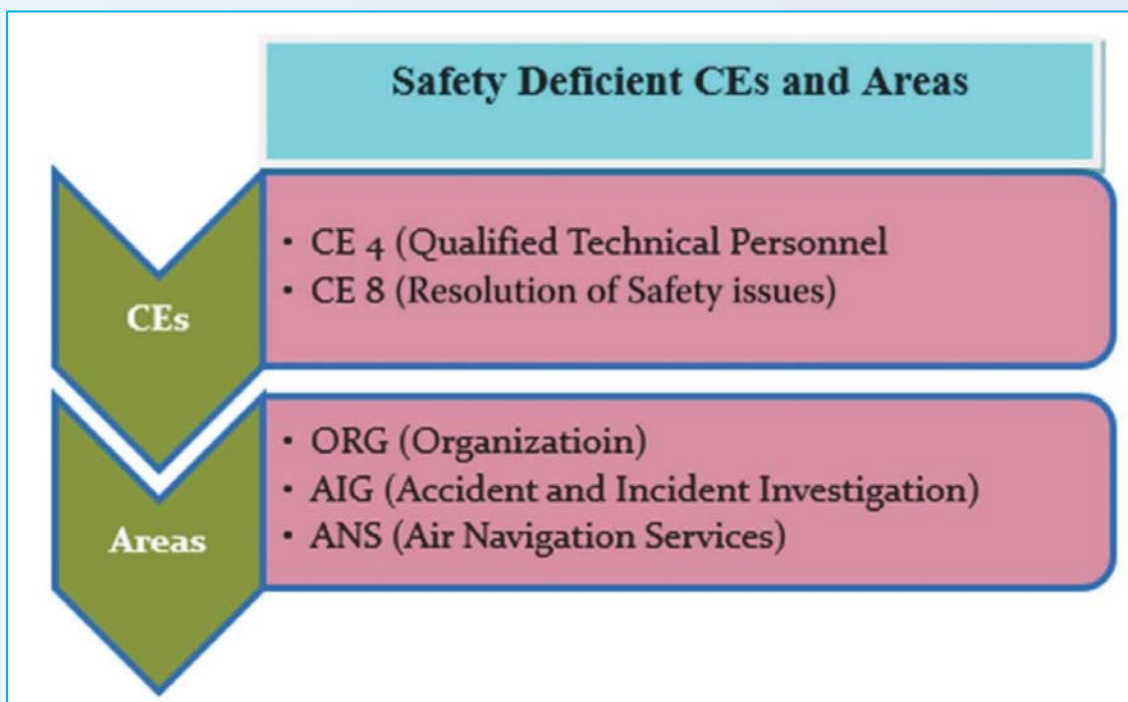 Safety Deficient CEs and Areas
CEs
• CE 4 (Qualified Technical Personnel
• CE 8 (Resolution of Safety issues)
Areas
• ORG (Organizatioin)
• AIG (Accident and Incident Investigation)
• ANS (Air Navigation Services)